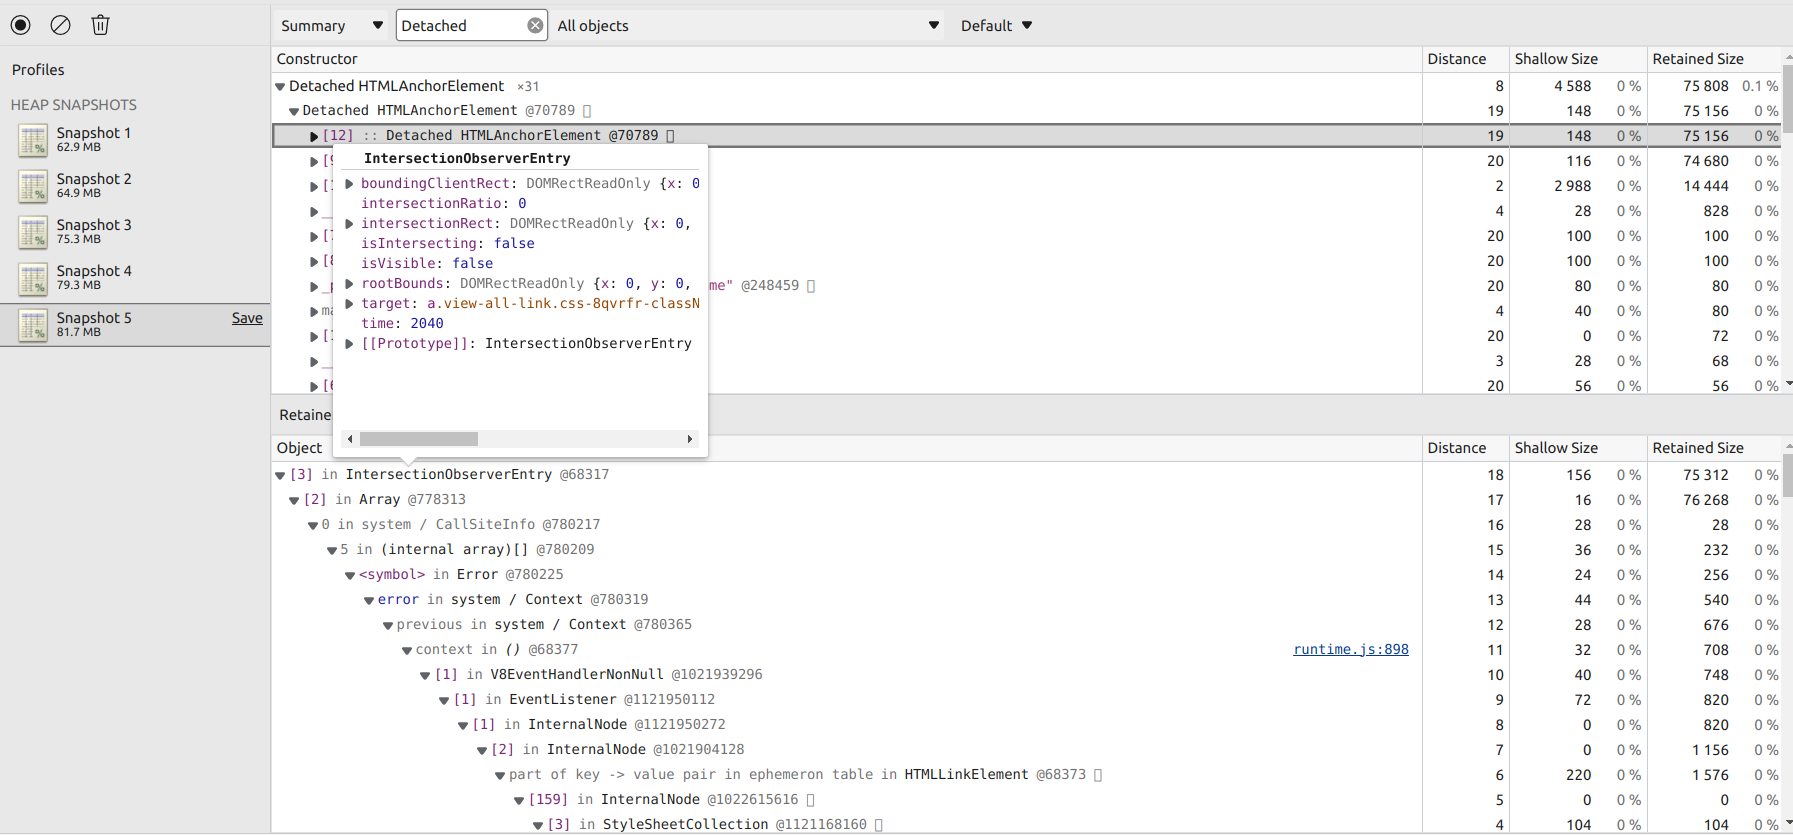 Summary Detached All objects Default
Profiles
HEAP SNAPSHOTS
Snapshot 1
62.9 MB
Snapshot 2
64.9 MB
Snapshot 3
75.3 MB
Snapshot 4
79.3 MB
Snapshot 5 Save
81.7 MB
Constructor Distance Shallow Size Retained Size
Detached HTMLAnchorElement ×31 8 4 588 0 % 75 808 0.1 %
Detached HTMLAnchorElement @70789 19 148 0 % 75 156 0 %
[12] :: Detached HTMLAnchorElement @70789 19 148 0 % 75 156 0 %
20 116 0 % 74 680 0 %
2 2 988 0 % 14 444 0 %
4 28 0 % 828 0 %
20 100 0 % 100 0 %
20 100 0 % 100 0 %
me" @248459 20 80 0 % 80 0 %
4 40 0 % 80 0 %
20 0 0 % 72 0 %
3 28 0 % 68 0 %
20 56 0 % 56 0 %
IntersectionObserverEntry
boundingClientRect: DOMRectReadOnly {x: 0
intersectionRatio: 0
intersectionRect: DOMRectReadOnly {x: 0,
isIntersecting: false
isVisible: false
rootBounds: DOMRectReadOnly {x: 0, y: 0,
target: a.view-all-link.css-8qvrfr-classN
time: 2040
[[Prototype]]: IntersectionObserverEntry
Retaine
Object Distance Shallow Size Retained Size
[3] in IntersectionObserverEntry @68317 18 156 0 % 75 312 0 %
[2] in Array @778313 17 16 0 % 76 268 0 %
0 in system / CallSiteInfo @780217 16 28 0 % 28 0 %
5 in (internal array)[] @780209 15 36 0 % 232 0 %
<symbol> in Error @780225 14 24 0 % 256 0 %
error in system / Context @780319 13 44 0 % 540 0 %
previous in system / Context @780365 12 28 0 % 676 0 %
context in () @68377 runtime.js:898 11 32 0 % 708 0 %
[1] in V8EventHandlerNonNull @1021939296 10 40 0 % 748 0 %
[1] in EventListener @1121950112 9 72 0 % 820 0 %
[1] in InternalNode @1121950272 8 0 0 % 820 0 %
[2] in InternalNode @1021904128 7 0 0 % 1 156 0 %
part of key -> value pair in ephemeron table in HTMLLinkElement @68373 6 220 0 % 1 576 0 %
[159] in InternalNode @1022615616 5 0 0 % 0 0 %
[3] in StyleSheetCollection @1121168160 4 104 0 % 104 0 %